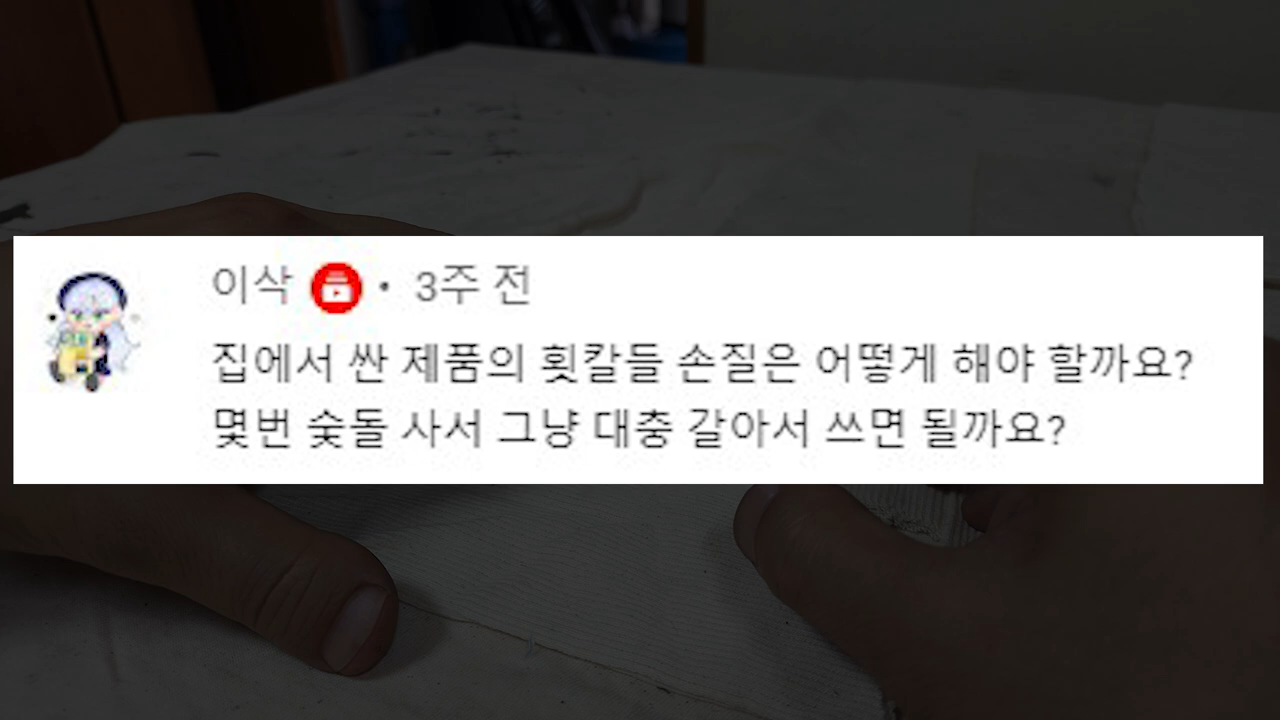 이삭 • 3주 전
집에서 싼 제품의 횟칼들 손질은 어떻게 해야 할까요?
몇번 숯돌 사서 그냥 대충 갈아서 쓰면 될까요?